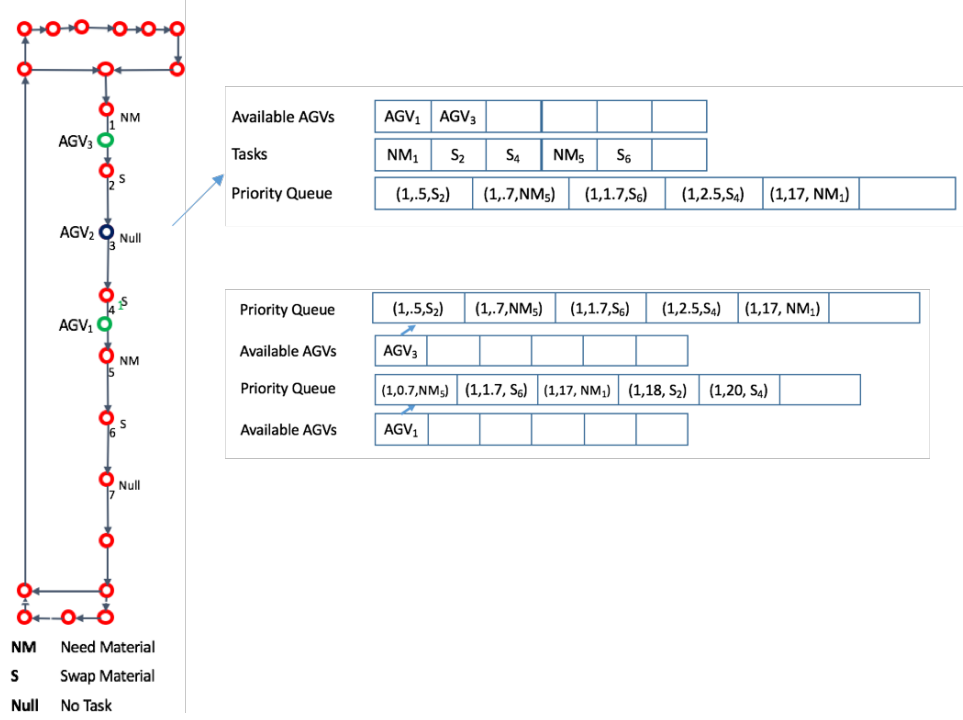 1 NM
AGV3
2 S
AGV2
3 Null
4 S
1
AGV1
5 NM
6 S
7 Null
NM Need Material
S Swap Material
Null No Task
Available AGVs AGV1 AGV3
Tasks NM1 S2 S4 NM5 S6
Priority Queue (1,.5,S2) (1,.7,NM5) (1,1.7,S6) (1,2.5,S4) (1,17, NM1)
Priority Queue (1,.5,S2) (1,.7,NM5) (1,1.7,S6) (1,2.5,S4) (1,17, NM1)
Available AGVs AGV3
Priority Queue (1,0.7,NM5) (1,1.7, S6) (1,17, NM1) (1,18, S2) (1,20, S4)
Available AGVs AGV1